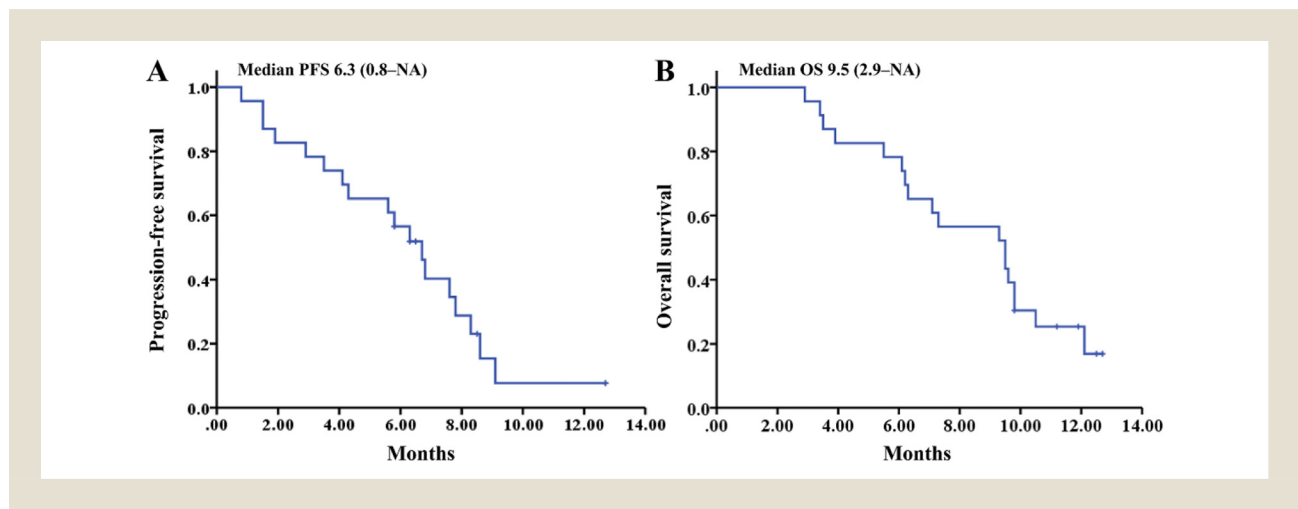 A
Median PFS 6.3 (0.8–NA)
Progression-free survival
1.0
0.8
0.6
0.4
0.2
0.0
.00 2.00 4.00 6.00 8.00 10.00 12.00 14.00
Months
B
Median OS 9.5 (2.9–NA)
Overall survival
1.0
0.8
0.6
0.4
0.2
0.0
.00 2.00 4.00 6.00 8.00 10.00 12.00 14.00
Months